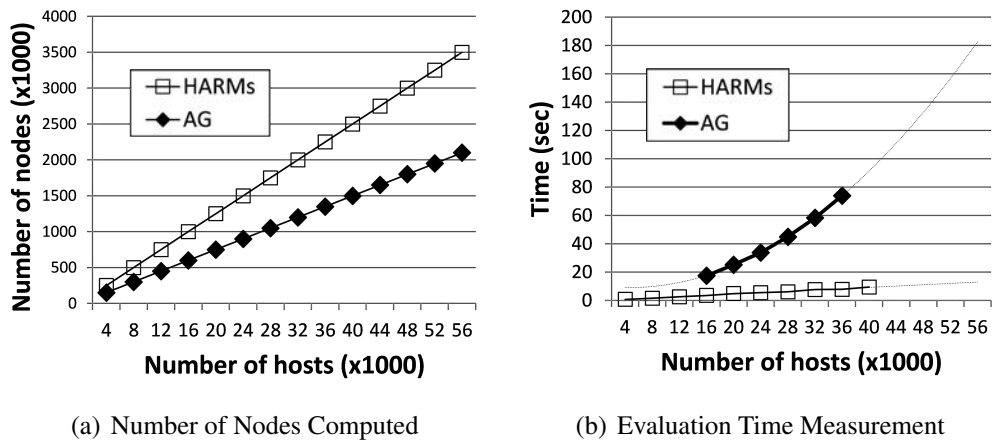 4000
3500
3000
2500
2000
1500
1000
500
0
Number of nodes (x1000)
HARMs
AG
4 8 12 16 20 24 28 32 36 40 44 48 52 56
Number of hosts (x1000)
(a) Number of Nodes Computed
200
180
160
140
120
100
80
60
40
20
0
Time (sec)
HARMs
AG
4 8 12 16 20 24 28 32 36 40 44 48 52 56
Number of hosts (x1000)
(b) Evaluation Time Measurement